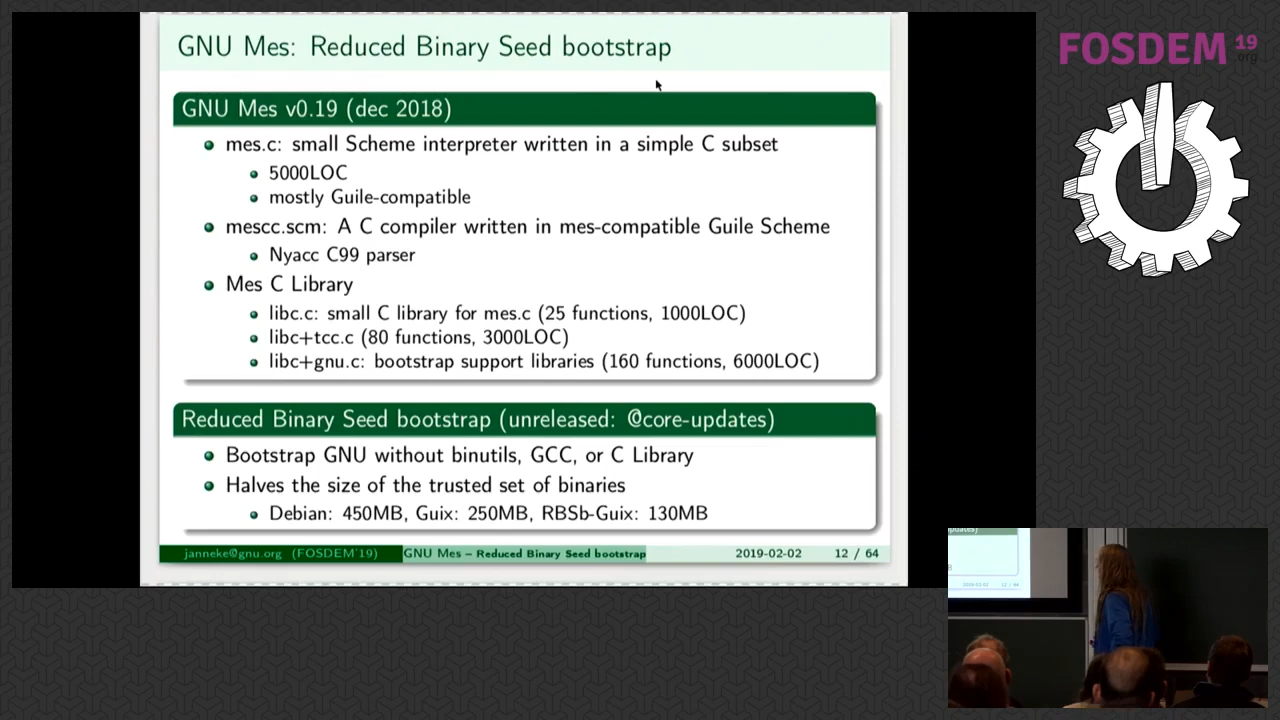 GNU Mes: Reduced Binary Seed bootstrap
GNU Mes v0.19 (dec 2018)
mes.c: small Scheme interpreter written in a simple C subset
5000LOC
mostly Guile-compatible
mescc.scm: A C compiler written in mes-compatible Guile Scheme
Nyacc C99 parser
Mes C Library
libc.c: small C library for mes.c (25 functions, 1000LOC)
libc+tcc.c (80 functions, 3000LOC)
libc+gnu.c: bootstrap support libraries (160 functions, 6000LOC)
Reduced Binary Seed bootstrap (unreleased: @core-updates)
Bootstrap GNU without binutils, GCC, or C Library
Halves the size of the trusted set of binaries
Debian: 450MB, Guix: 250MB, RBSb-Guix: 130MB
janneke@gnu.org (FOSDEM'19) GNU Mes – Reduced Binary Seed bootstrap 2019-02-02 12 / 64
FOSDEM 19
.org
2019-02-02 12 / 64